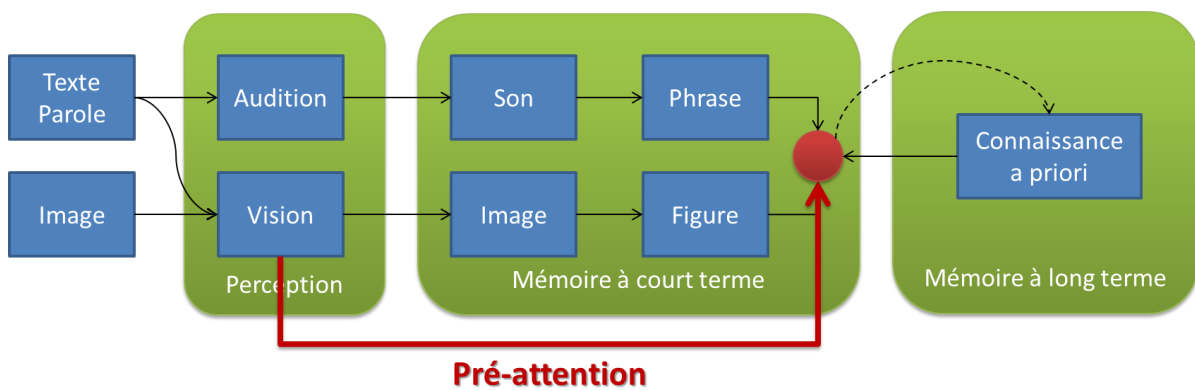 Texte
Parole
Audition
Son
Phrase
Connaissance
a priori
Image
Vision
Image
Figure
Perception
Mémoire à court terme
Mémoire à long terme
Pré-attention